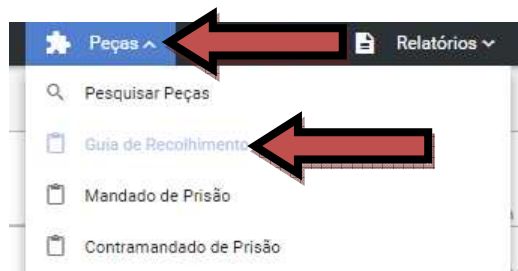 Peças
Relatórios
Pesquisar Peças
Guia de Recolhimento
Mandado de Prisão
Contramandado de Prisão